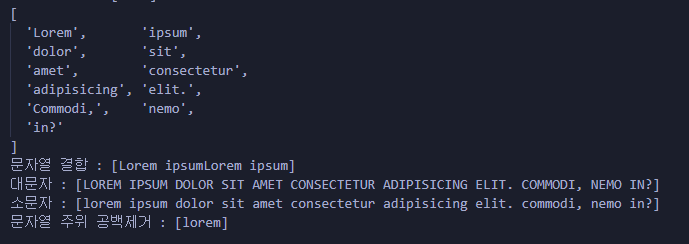 [
'Lorem', 'ipsum',
'dolor', 'sit',
'amet', 'consectetur',
'adipisicing', 'elit.',
'Commodi,', 'nemo',
'in?'
]
문자열 결합 : [Lorem ipsumLorem ipsum]
대문자 : [LOREM IPSUM DOLOR SIT AMET CONSECTETUR ADIPISICING ELIT. COMMODI, NEMO IN?]
소문자 : [lorem ipsum dolor sit amet consectetur adipisicing elit. commodi, nemo in?]
문자열 주위 공백제거 : [lorem]